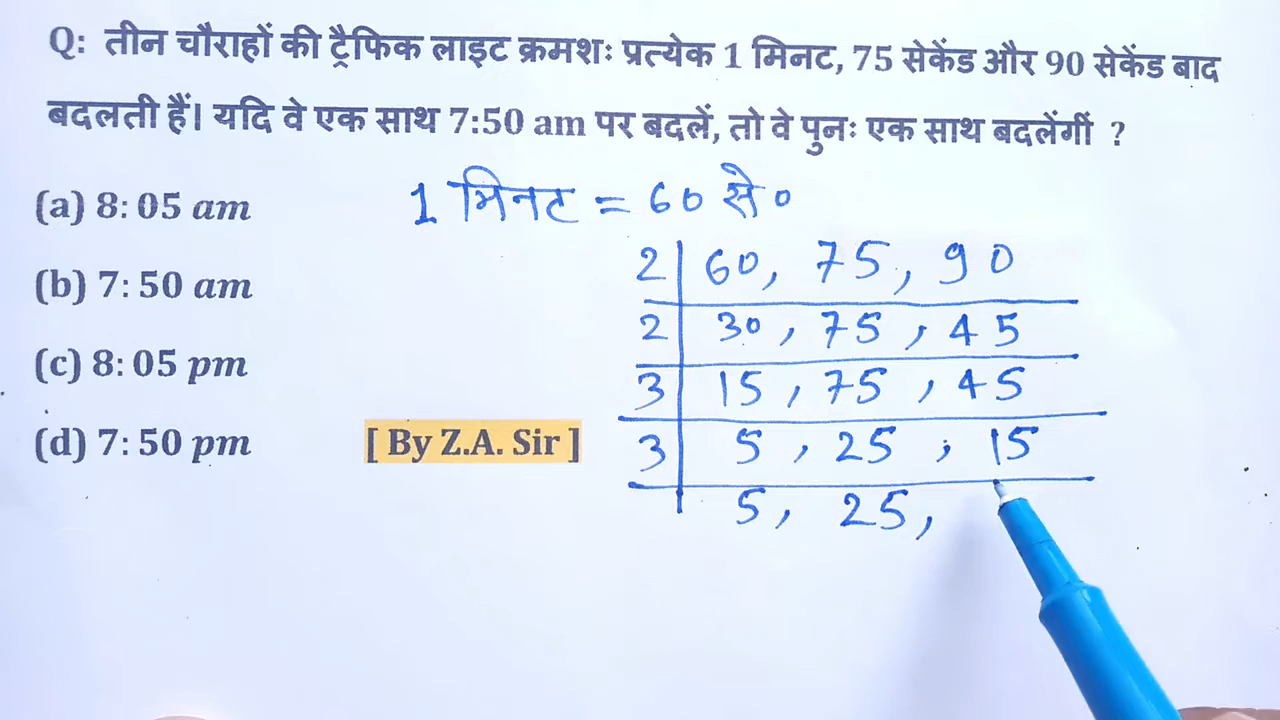 Q: तीन चौराहों की ट्रैफिक लाइट क्रमशः प्रत्येक 1 मिनट, 75 सेकेंड और 90 सेकेंड बाद
बदलती हैं। यदि वे एक साथ 7:50 am पर बदलें, तो वे पुनः एक साथ बदलेंगीं ?
(a) 8: 05 am
1 मिनट = 60 से०
(b) 7: 50 am
2 | 60, 75, 90
2 | 30, 75, 45
(c) 8: 05 pm
3 | 15, 75, 45
(d) 7: 50 pm
[ By Z.A. Sir ]
3 | 5, 25, 15
5, 25,